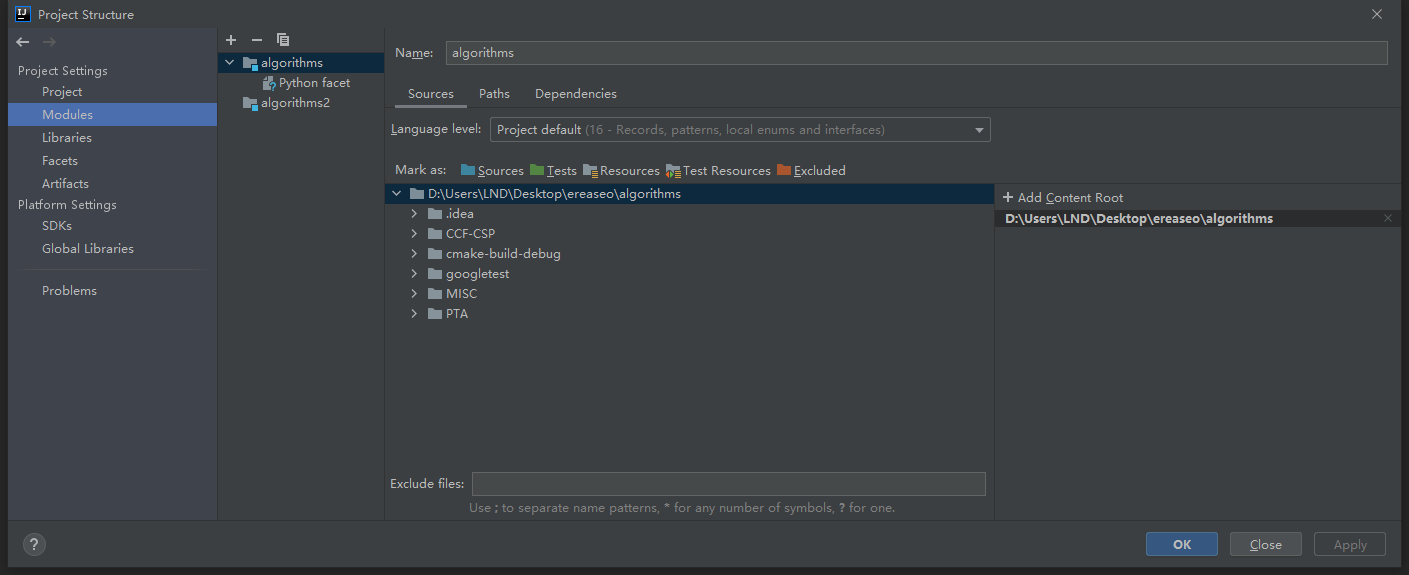 Project Structure
Project Settings
Project
Modules
Libraries
Facets
Artifacts
Platform Settings
SDKs
Global Libraries
Problems
algorithms
Python facet
algorithms2
Name: algorithms
Sources Paths Dependencies
Language level: Project default (16 - Records, patterns, local enums and interfaces)
Mark as: Sources Tests Resources Test Resources Excluded
D:\Users\LND\Desktop\ereaseo\algorithms
.idea
CCF-CSP
cmake-build-debug
googletest
MISC
PTA
+ Add Content Root
D:\Users\LND\Desktop\ereaseo\algorithms
Exclude files:
Use ; to separate name patterns, * for any number of symbols, ? for one.
? OK Close Apply